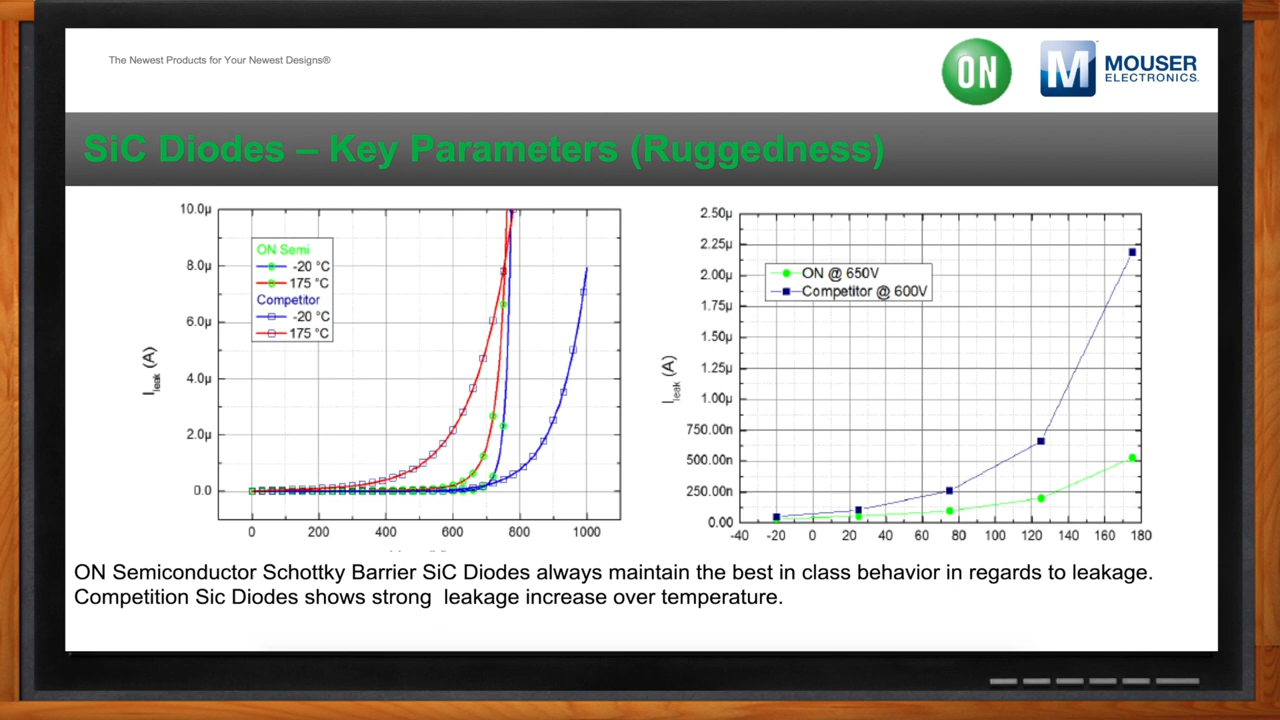 The Newest Products for Your Newest Designs®
ON
M
MOUSER
ELECTRONICS.
SiC Diodes – Key Parameters (Ruggedness)
10.0μ
8.0μ
6.0μ
4.0μ
2.0μ
0.0
Ileak (A)
ON Semi
-20 °C
175 °C
Competitor
-20 °C
175 °C
0 200 400 600 800 1000
2.50μ
2.25μ
2.00μ
1.75μ
1.50μ
1.25μ
1.00μ
750.00n
500.00n
250.00n
0.00
Ileak (A)
ON @ 650V
Competitor @ 600V
-40 -20 0 20 40 60 80 100 120 140 160 180
ON Semiconductor Schottky Barrier SiC Diodes always maintain the best in class behavior in regards to leakage.
Competition Sic Diodes shows strong leakage increase over temperature.